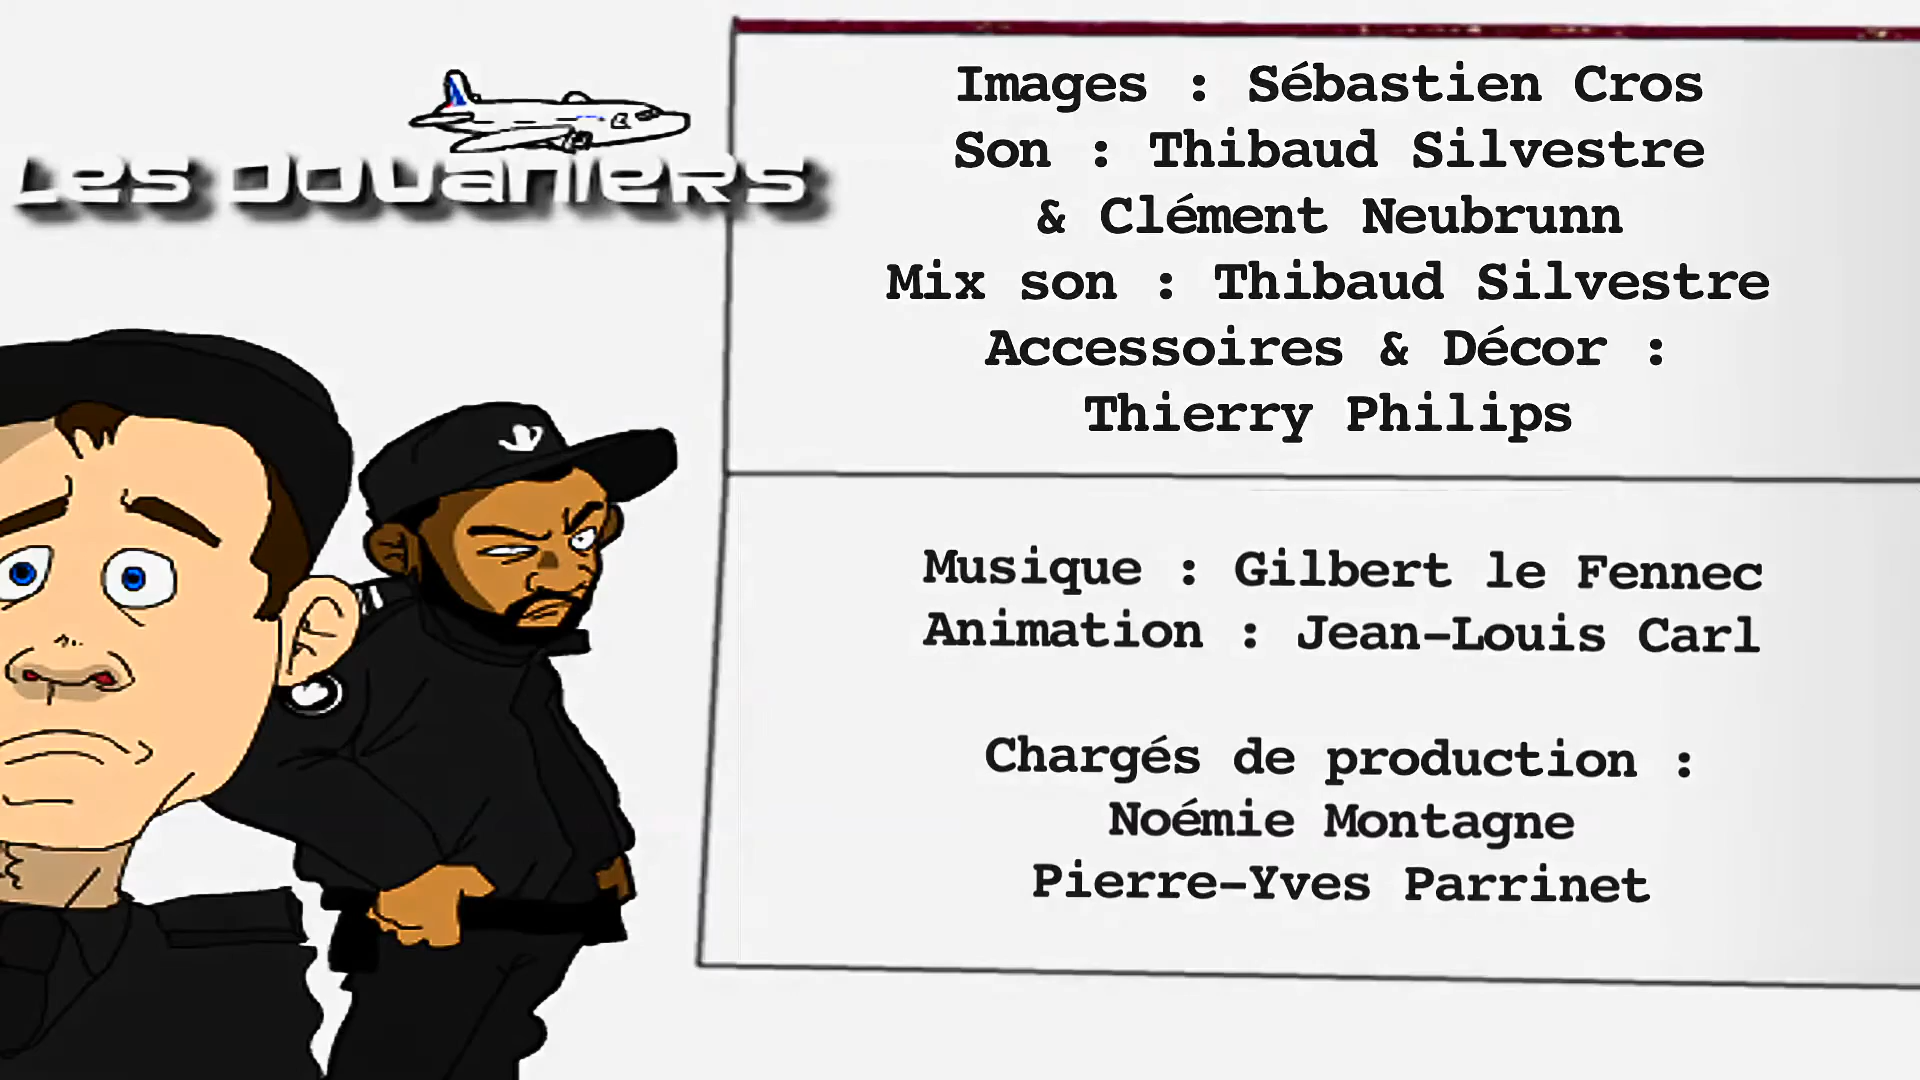 Les Douaniers
Images : Sébastien Cros
Son : Thibaud Silvestre
& Clément Neubrunn
Mix son : Thibaud Silvestre
Accessoires & Décor :
Thierry Philips
Musique : Gilbert le Fennec
Animation : Jean-Louis Carl
Chargés de production :
Noémie Montagne
Pierre-Yves Parrinet